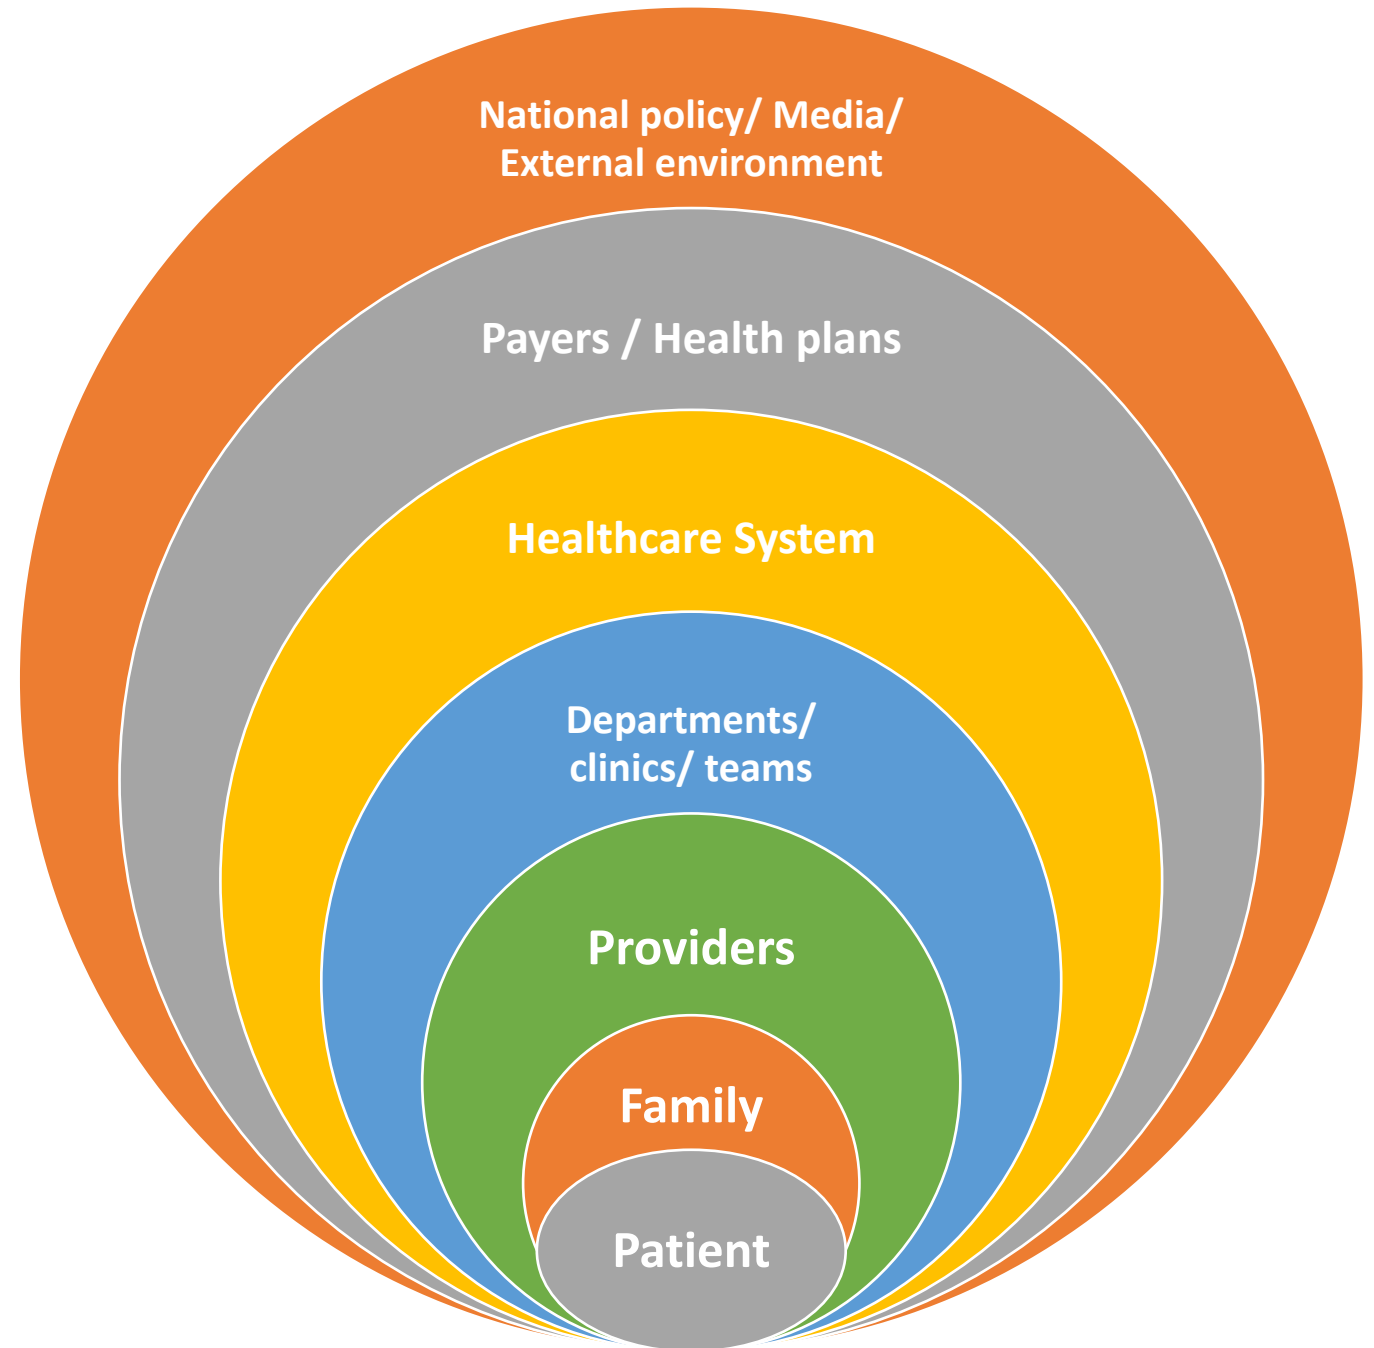 National policy/ Media/
External environment
Payers / Health plans
Healthcare System
Departments/
clinics/ teams
Providers
Family
Patient